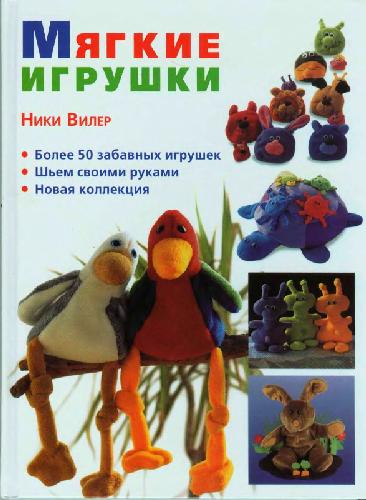 Мягкие
игрушки
Ники Вилер
• Более 50 забавных игрушек
• Шьем своими руками
• Новая коллекция